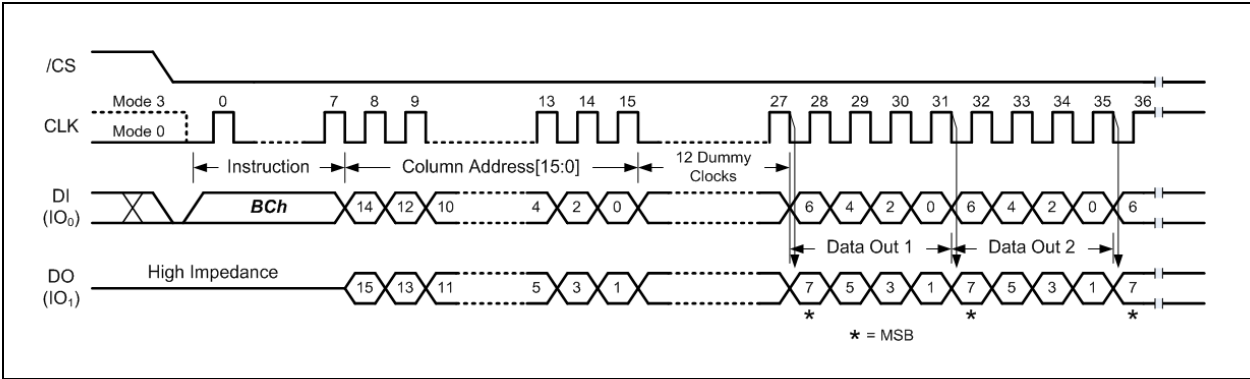 /CS
Mode 3 0 7 8 9 13 14 15 27 28 29 30 31 32 33 34 35 36
CLK
Mode 0
Instruction Column Address[15:0] 12 Dummy
Clocks
DI BCh 14 12 10 4 2 0 6 4 2 0 6 4 2 0 6
(IO0)
Data Out 1 Data Out 2
High Impedance
DO 15 13 11 5 3 1 7 5 3 1 7 5 3 1 7
(IO1)
* * *
* = MSB